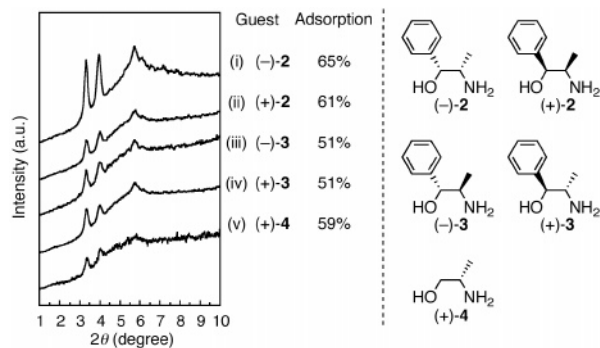 Guest Adsorption
(i) (–)-2 65%
(ii) (+)-2 61%
(iii) (–)-3 51%
(iv) (+)-3 51%
(v) (+)-4 59%
Intensity (a.u.)
1 2 3 4 5 6 7 8 9 10
2θ (degree)
HO NH2
(–)-2
HO NH2
(+)-2
HO NH2
(–)-3
HO NH2
(+)-3
HO NH2
(+)-4